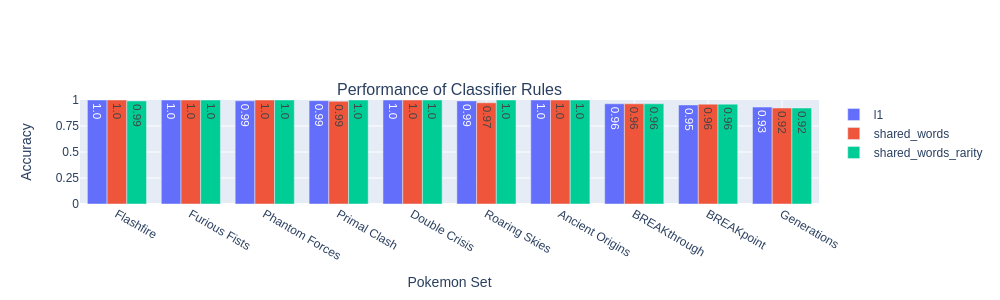 Performance of Classifier Rules
Accuracy
1
0.75
0.5
0.25
0
1.0 1.0 0.99
1.0 1.0 1.0
0.99 1.0 1.0
0.99 0.99 1.0
1.0 1.0 1.0
0.99 0.97 1.0
1.0 1.0 1.0
0.96 0.96 0.96
0.95 0.96 0.96
0.93 0.92 0.92
Flashfire
Furious Fists
Phantom Forces
Primal Clash
Double Crisis
Roaring Skies
Ancient Origins
BREAKthrough
BREAKpoint
Generations
Pokemon Set
l1
shared_words
shared_words_rarity